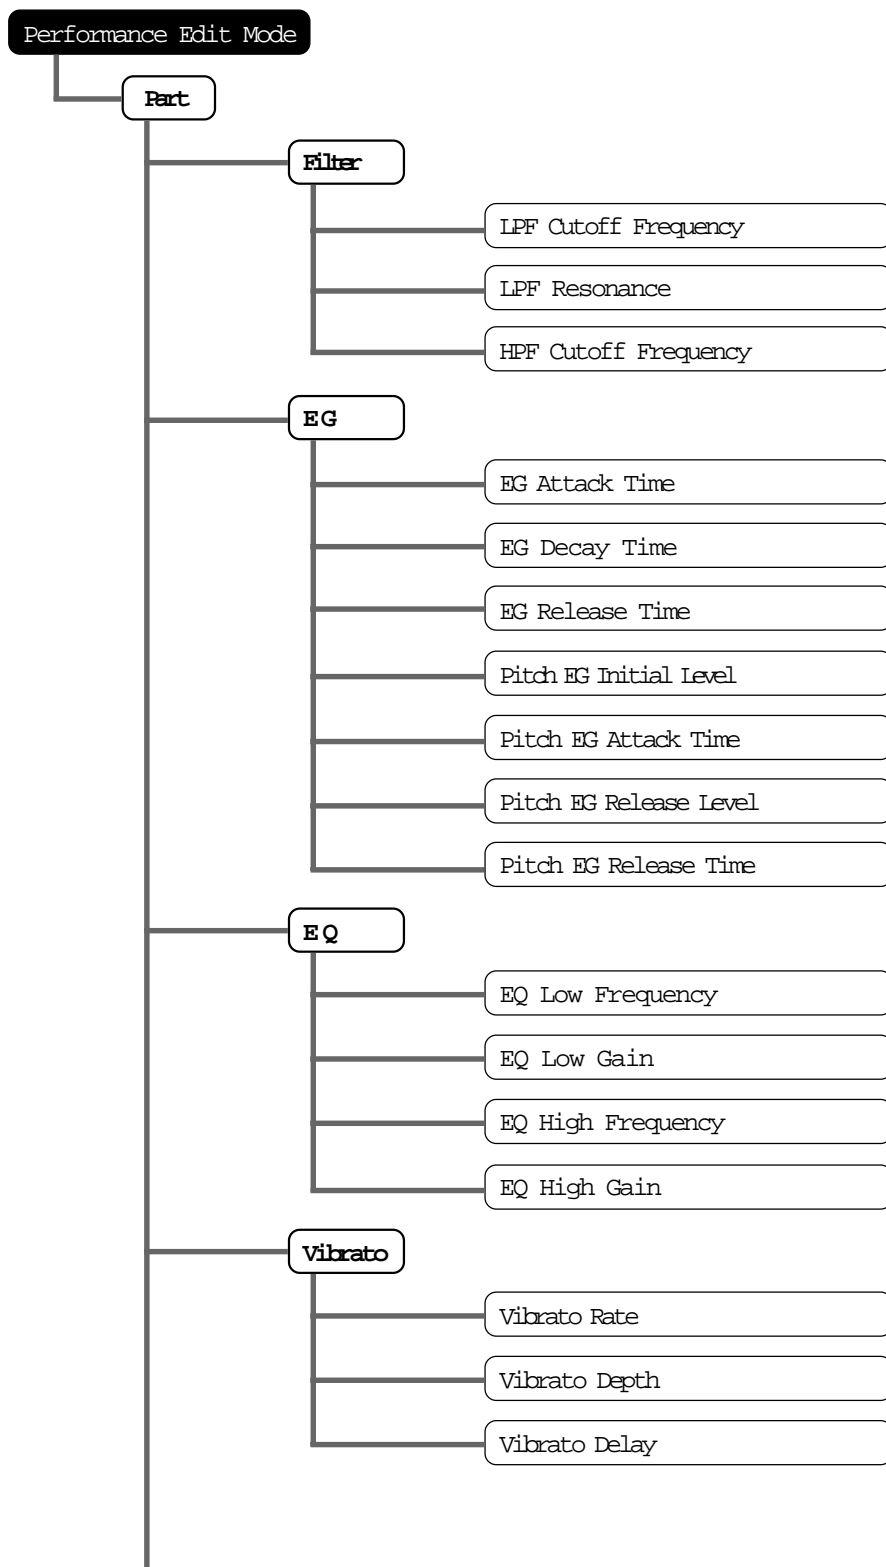 Performance Edit Mode
Part
Filter
LPF Cutoff Frequency
LPF Resonance
HPF Cutoff Frequency
EG
EG Attack Time
EG Decay Time
EG Release Time
Pitch EG Initial Level
Pitch EG Attack Time
Pitch EG Release Level
Pitch EG Release Time
EQ
EQ Low Frequency
EQ Low Gain
EQ High Frequency
EQ High Gain
Vibrato
Vibrato Rate
Vibrato Depth
Vibrato Delay